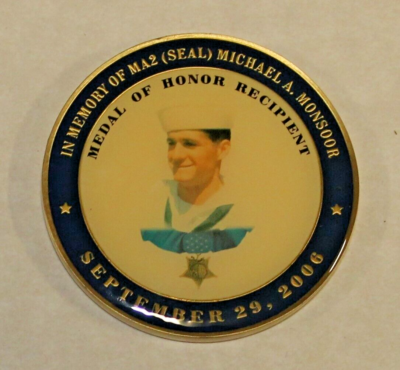 IN MEMORY OF MA2 (SEAL) MICHAEL A. MONSOOR
MEDAL OF HONOR RECIPIENT
SEPTEMBER 29, 2006